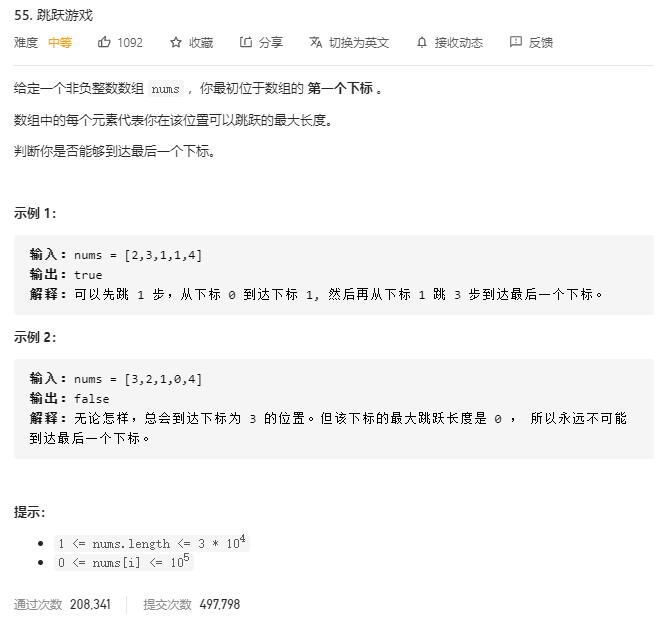 55. 跳跃游戏
难度 中等 1092 收藏 分享 切换为英文 接收动态 反馈
给定一个非负整数数组 nums ，你最初位于数组的 第一个下标 。
数组中的每个元素代表你在该位置可以跳跃的最大长度。
判断你是否能够到达最后一个下标。
示例 1：
输入：nums = [2,3,1,1,4]
输出：true
解释：可以先跳 1 步，从下标 0 到达下标 1, 然后再从下标 1 跳 3 步到达最后一个下标。
示例 2：
输入：nums = [3,2,1,0,4]
输出：false
解释：无论怎样，总会到达下标为 3 的位置。但该下标的最大跳跃长度是 0 ， 所以永远不可能
到达最后一个下标。
提示：
• 1 <= nums.length <= 3 * 10⁴
• 0 <= nums[i] <= 10⁵
通过次数 208,341 提交次数 497,798